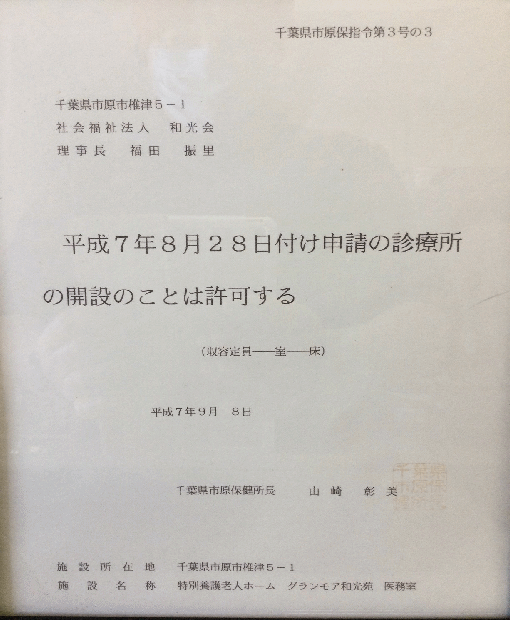 千葉県市原保指令第３号の３
千葉県市原市椎津５－１
社会福祉法人　和光会
理事長　福田　振里
平成７年８月２８日付け申請の診療所
の開設のことは許可する
（収容定員――室――床）
平成７年９月　８日
千葉県市原保健所長　山﨑　彰美
施設所在地　千葉県市原市椎津５－１
施設名称　特別養護老人ホーム　グランモア和光苑　医務室